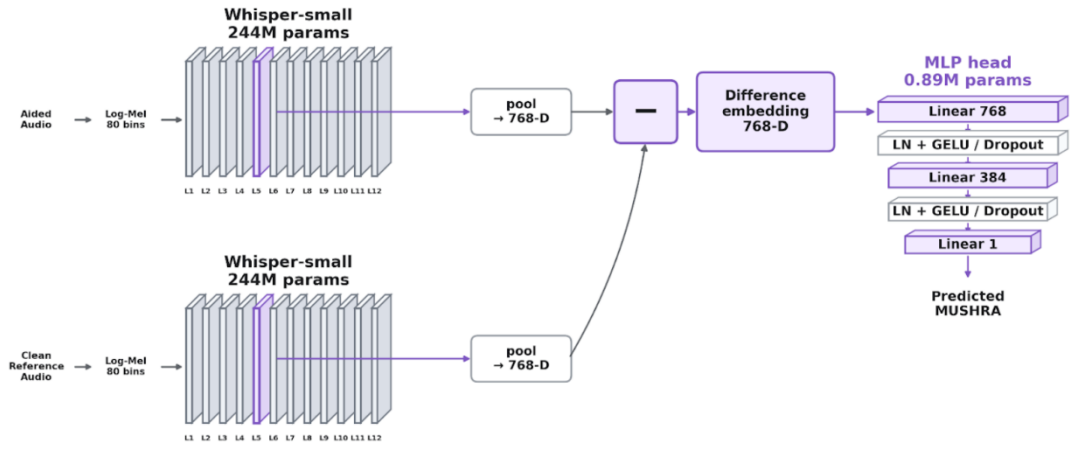 Whisper-small
244M params
Aided
Audio
Log-Mel
80 bins
L1 L2 L3 L4 L5 L6 L7 L8 L9 L10 L11 L12
pool
→ 768-D
−
Difference
embedding
768-D
MLP head
0.89M params
Linear 768
LN + GELU / Dropout
Linear 384
LN + GELU / Dropout
Linear 1
Predicted
MUSHRA
Whisper-small
244M params
Clean
Reference
Audio
Log-Mel
80 bins
L1 L2 L3 L4 L5 L6 L7 L8 L9 L10 L11 L12
pool
→ 768-D